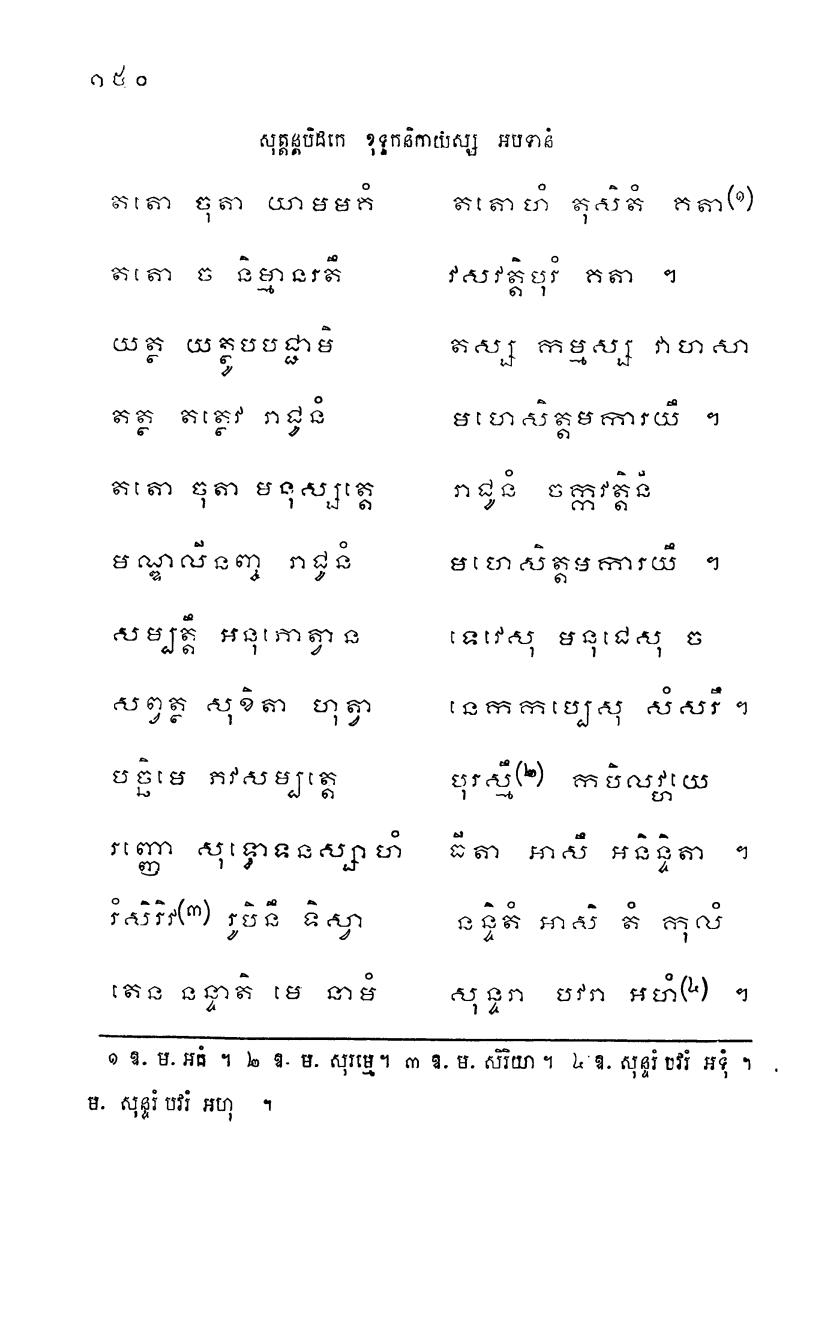 ១៥០
សុត្តន្តបិដកេ ខុទ្ទកនិកាយស្ស អបទានំ
តតោ ចុតា យាមមគំ តតោហំ តុសិតំ គតា(១)
តតោ ច និម្មានរតឹ វសវត្តិបុរំ គតា ។
យត្ថ យត្ថូបបជ្ជាមិ តស្ស កម្មស្ស វាហសា
តត្ថ តត្ថេវ រាជូនំ មហេសិត្តមការយឹ ។
តតោ ចុតា មនុស្សត្តេ រាជូនំ ចក្កវត្តិនំ
មណ្ឌលីនញ្ច រាជូនំ មហេសិត្តមការយឹ ។
សម្បត្តឹ អនុភោត្វាន ទេវេសុ មនុជេសុ ច
សព្វត្ថ សុខិតា ហុត្វា នេកកប្បេសុ សំសរឹ ។
បច្ឆិមេ ភវសម្បត្តេ បុរស្មឹ(២) កបិលវ្ហយេ
រញ្ញោ សុទ្ធោទនស្សាហំ ធីតា អាសឹ អនិន្ទិតា ។
រំសិរិវ(៣) រូបិនឹ ទិស្វា នន្ទិតំ អាសិ តំ កុលំ
តេន នន្ទាតិ មេ នាមំ សុន្ទរា បវរា អហំ(៤) ។
១ ឱ. ម. អគំ ។ ២ ឱ. ម. សុរម្មេ។ ៣ ឱ. ម. សិរិយា ។ ៤ ឱ. សុន្ទរំ បវរំ អទុំ ។
ម. សុន្ទរំ បវរំ អហុ ។